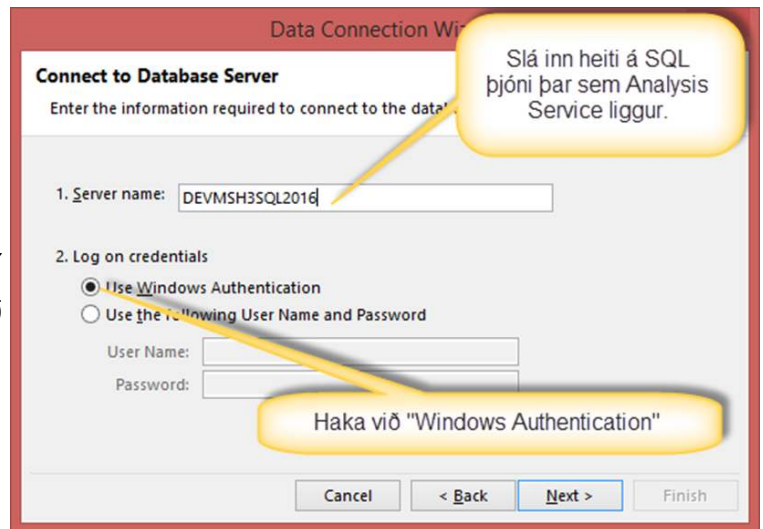 Data Connection Wi
Slá inn heiti á SQL
þjóni þar sem Analysis
Service liggur.
Connect to Database Server
Enter the information required to connect to the data
1. Server name: DEVMSH3SQL2016
2. Log on credentials
Use Windows Authentication
Use the following User Name and Password
User Name:
Password:
Haka við "Windows Authentication"
Cancel < Back Next > Finish